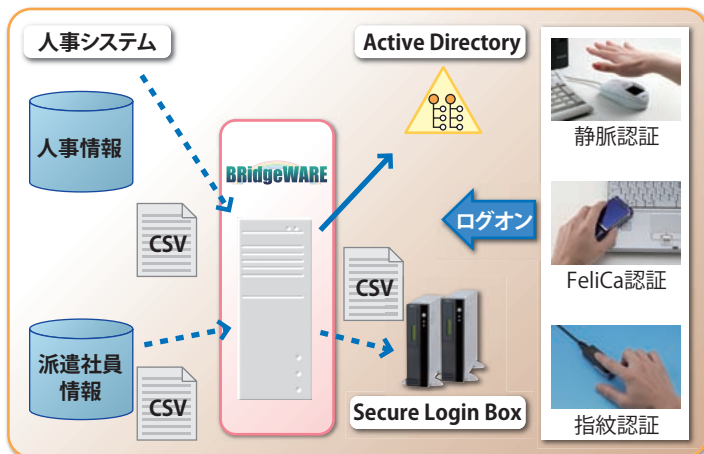 人事システム
Active Directory
人事情報
BRidgeWARE
静脈認証
CSV
ログオン
CSV
FeliCa認証
派遣社員
情報
CSV
Secure Login Box
指紋認証